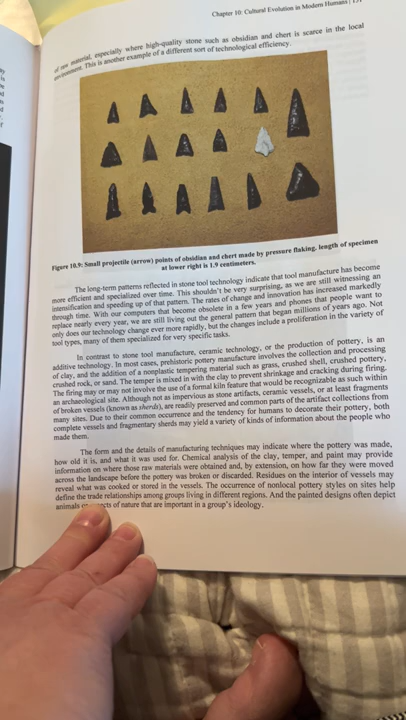 Chapter 10: Cultural Evolution in Modern Humans |
of raw material, especially where high-quality stone such as obsidian and chert is scarce in the local
environment. This is another example of a different sort of technological efficiency.
Figure 10.9: Small projectile (arrow) points of obsidian and chert made by pressure flaking, length of specimen
at lower right is 1.9 centimeters.
The long-term patterns reflected in stone tool technology indicate that tool manufacture has become
more efficient and specialized over time. This shouldn't be very surprising, as we are still witnessing an
intensification and speeding up of that pattern. The rates of change and innovation has increased markedly
through time. With our computers that become obsolete in a few years and phones that people want to
replace nearly every year, we are still living out the general pattern that began millions of years ago. Not
only does our technology change ever more rapidly, but the changes include a proliferation in the variety of
tool types, many of them specialized for very specific tasks.
In contrast to stone tool manufacture, ceramic technology, or the production of pottery, is an
additive technology. In most cases, prehistoric pottery manufacture involves the collection and processing
of clay, and the addition of a nonplastic tempering material such as grass, crushed shell, crushed pottery,
crushed rock, or sand. The temper is mixed with the clay to prevent shrinkage and cracking during firing.
The firing may or may not involve the use of a formal kiln feature that would be recognizable as such within
an archaeological site. Although not as impervious as stone artifacts, ceramic vessels, or at least fragments
of broken vessels (known as sherds), are readily preserved and common parts of the artifact collections from
many sites. Due to their common occurrence and the tendency for humans to decorate their pottery, both
complete vessels and fragmentary sherds may yield a variety of kinds of information about the people who
made them.
The form and the details of manufacturing techniques may indicate where the pottery was made,
how old it is, and what it was used for. Chemical analysis of the clay, temper, and paint may provide
information on where those raw materials were obtained and, by extension, on how far they were moved
across the landscape before the pottery was broken or discarded. Residues on the interior of vessels may
reveal what was cooked or stored in the vessels. The occurrence of nonlocal pottery styles on sites help
define the trade relationships among groups living in different regions. And the painted designs often depict
animals of nature that are important in a group's ideology.